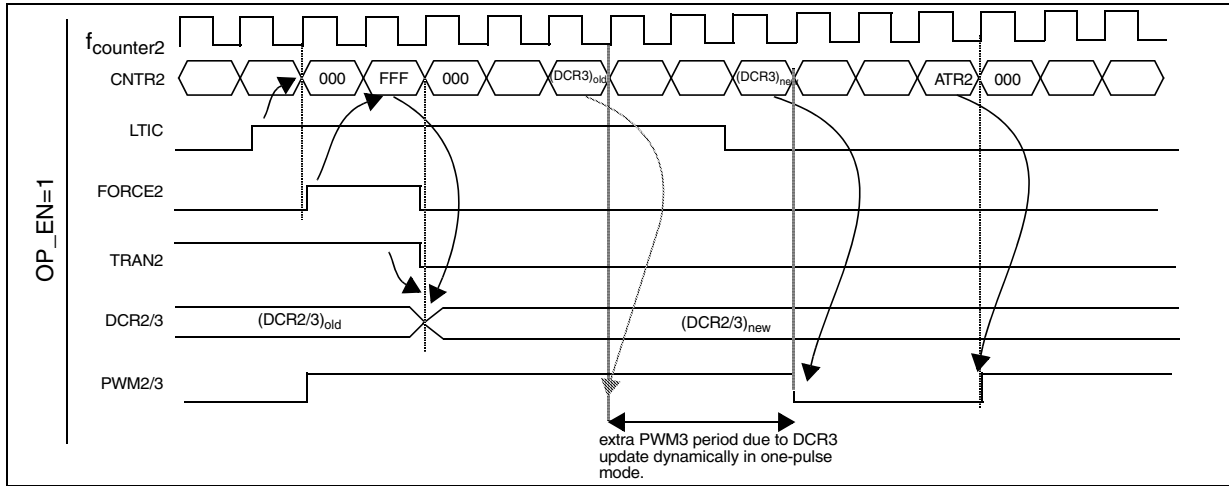 f counter2
CNTR2 000 FFF 000 (DCR3)old (DCR3)new ATR2 000
LTIC
FORCE2
TRAN2
DCR2/3 (DCR2/3)old (DCR2/3)new
PWM2/3
OP_EN=1
extra PWM3 period due to DCR3
update dynamically in one-pulse
mode.